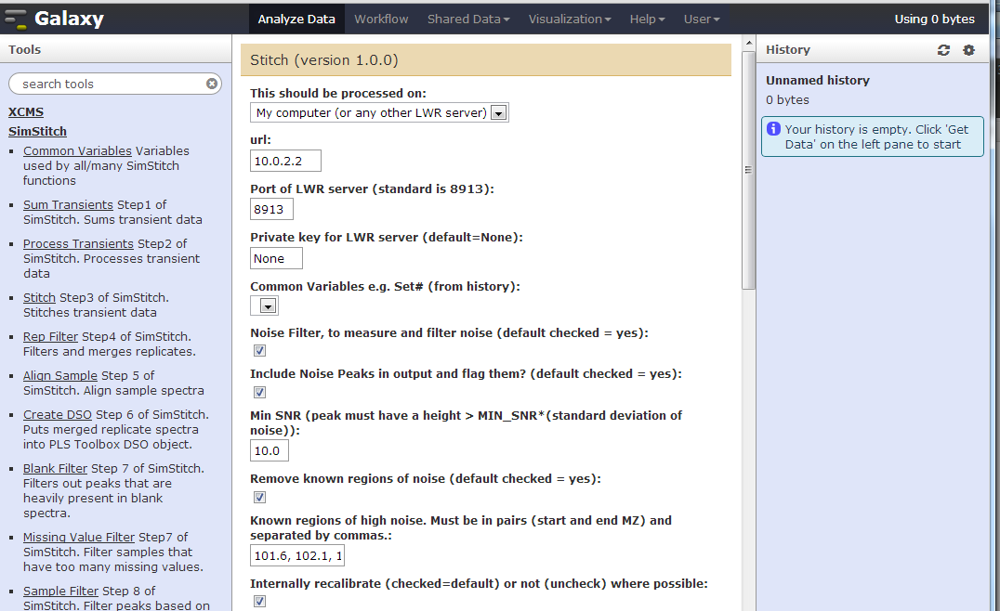 Galaxy
Analyze Data
Workflow
Shared Data
Visualization
Help
User
Using 0 bytes
Tools
search tools
XCMS
SimStitch
Common Variables Variables
used by all/many SimStitch
functions
Sum Transients Step1 of
SimStitch. Sums transient data
Process Transients Step2 of
SimStitch. Processes transient
data
Stitch Step3 of SimStitch.
Stitches transient data
Rep Filter Step4 of SimStitch.
Filters and merges replicates.
Align Sample Step 5 of
SimStitch. Align sample spectra
Create DSO Step 6 of SimStitch.
Puts merged replicate spectra
into PLS Toolbox DSO object.
Blank Filter Step 7 of SimStitch.
Filters out peaks that are
heavily present in blank
spectra.
Missing Value Filter Step7 of
SimStitch. Filter samples that
have too many missing values.
Sample Filter Step 8 of
SimStitch. Filter peaks based on
Stitch (version 1.0.0)
This should be processed on:
My computer (or any other LWR server)
url:
10.0.2.2
Port of LWR server (standard is 8913):
8913
Private key for LWR server (default=None):
None
Common Variables e.g. Set# (from history):
Noise Filter, to measure and filter noise (default checked = yes):
Include Noise Peaks in output and flag them? (default checked = yes):
Min SNR (peak must have a height > MIN_SNR*(standard deviation of
noise)):
10.0
Remove known regions of noise (default checked = yes):
Known regions of high noise. Must be in pairs (start and end MZ) and
separated by commas.:
101.6, 102.1, 1
Internally recalibrate (checked=default) or not (uncheck) where possible:
History
Unnamed history
0 bytes
Your history is empty. Click 'Get
Data' on the left pane to start